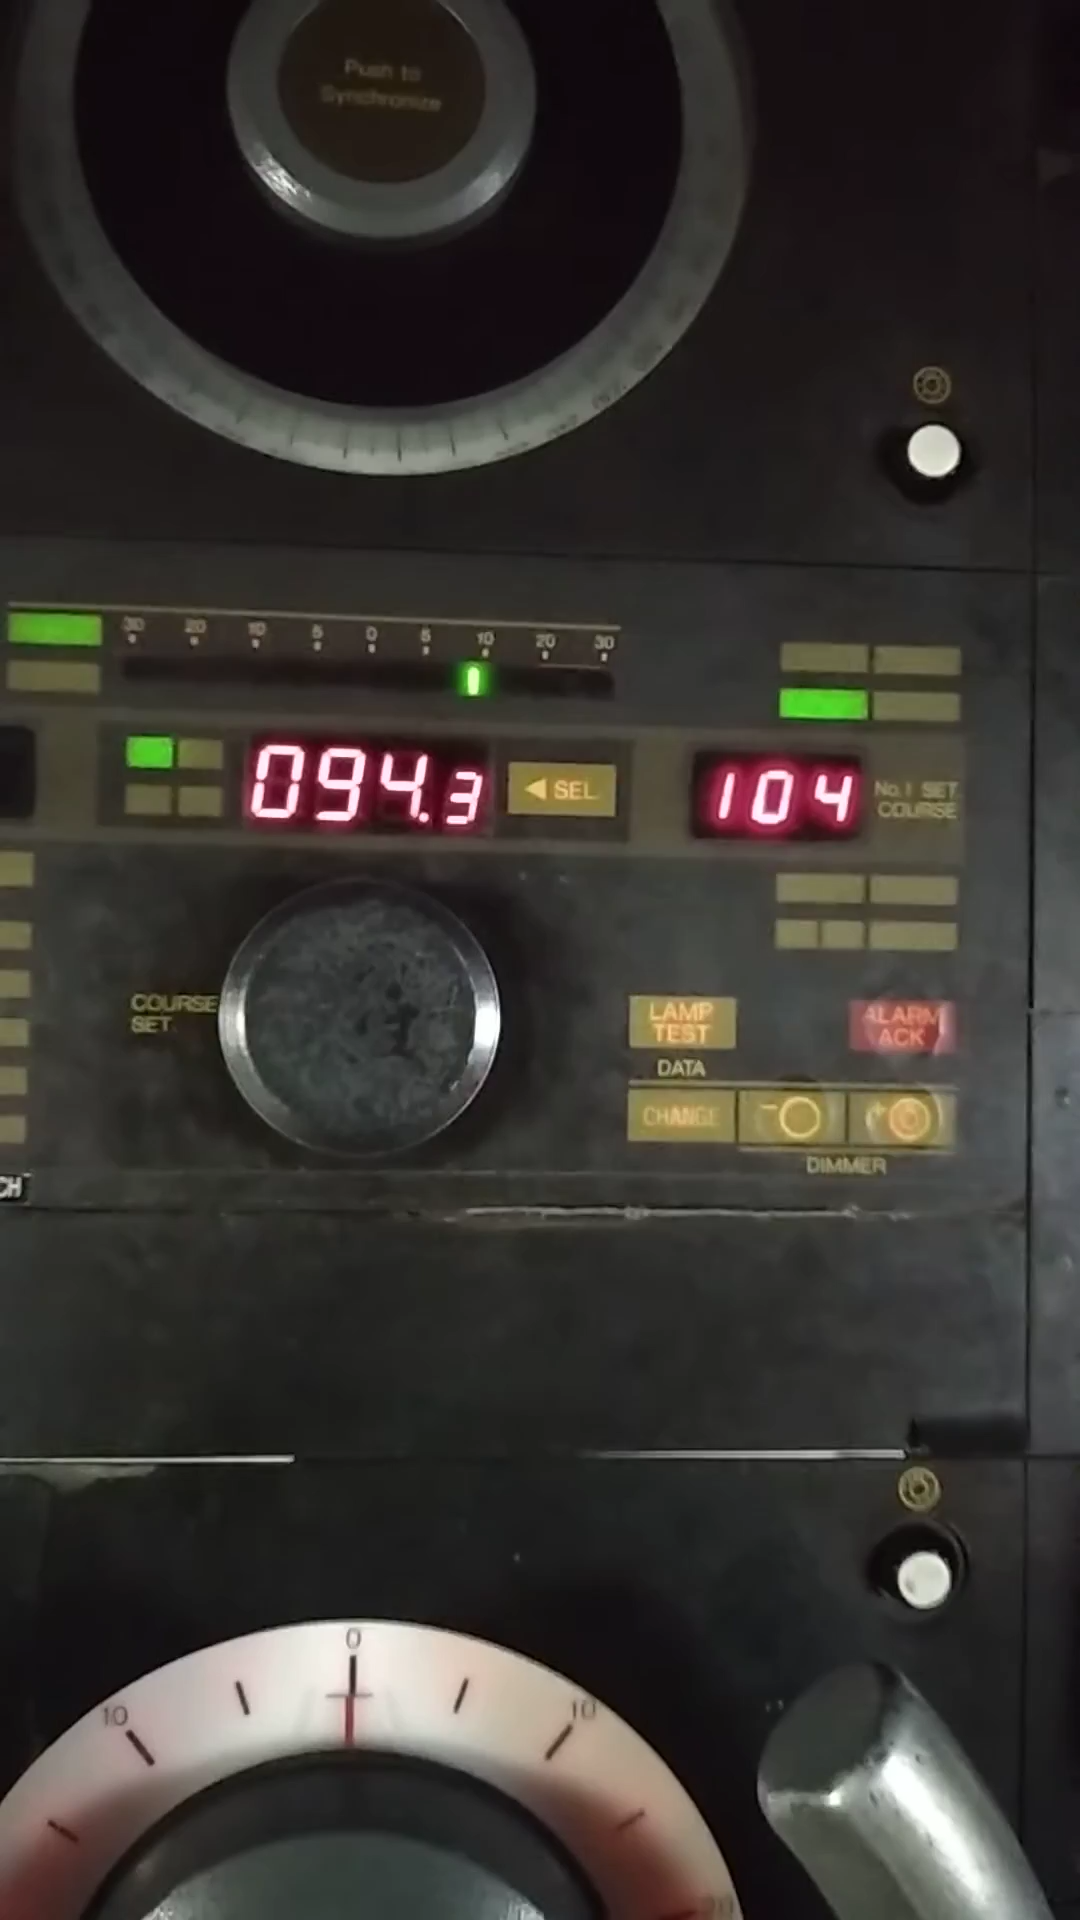 Push to
Synchronize
30 20 10 5 0 5 10 20 30
094.3
◀ SEL
104
No.1 SET
COURSE
COURSE
SET
LAMP
TEST
ALARM
ACK
DATA
CHANGE
- +
DIMMER
CH
0
10 10
20